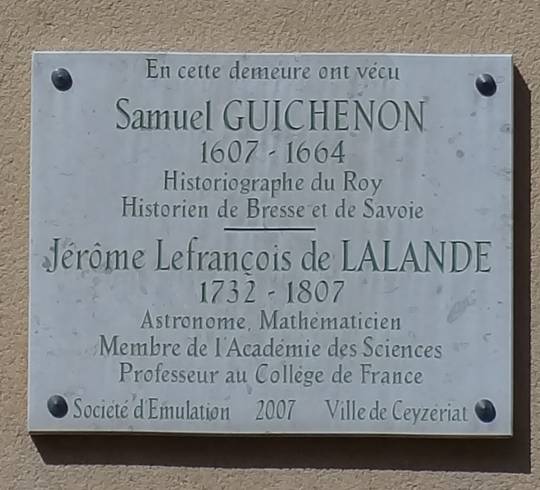 En cette demeure ont vécu
Samuel GUICHENON
1607 - 1664
Historiographe du Roy
Historien de Bresse et de Savoie
Jérôme Lefrançois de LALANDE
1732 - 1807
Astronome, Mathématicien
Membre de l'Académie des Sciences
Professeur au Collège de France
Société d'Emulation 2007 Ville de Ceyzériat